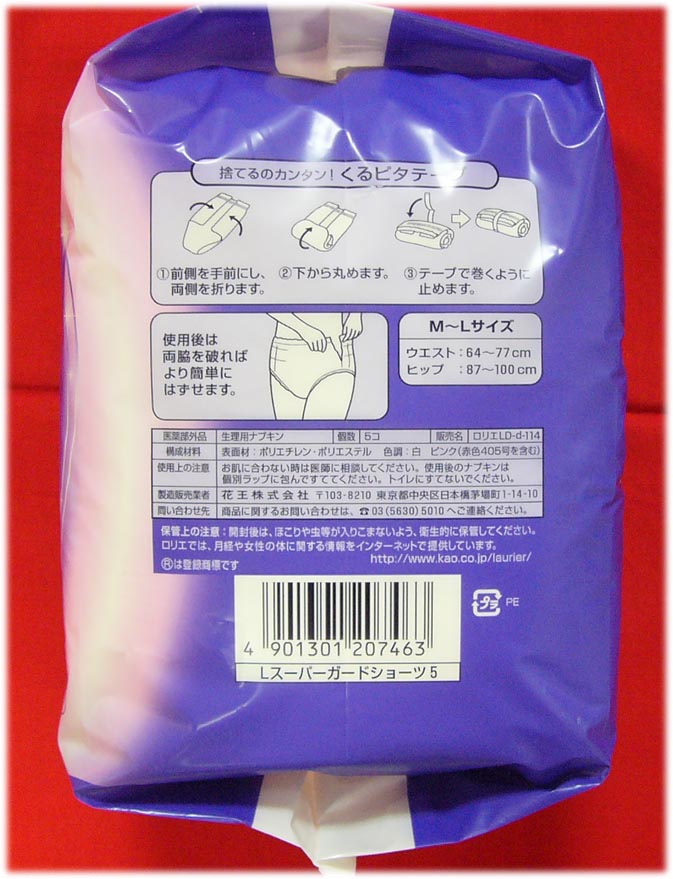 捨てるのカンタン!くるピタテープ
①前側を手前にし、
両側を折ります。
②下から丸めます。
③テープで巻くように
止めます。
使用後は
両脇を破れば
より簡単に
はずせます。
M〜Lサイズ
ウエスト:64〜77cm
ヒップ:87〜100cm
医薬部外品 生理用ナプキン 個数 5コ 販売名 ロリエLD-d-114
構成材料 表面材:ポリエチレン・ポリエステル 色調:白 ピンク(赤色405号を含む)
使用上の注意 お肌に合わない時は医師に相談してください。使用後のナプキンは
個別ラップに包んですててください。トイレにすてないでください。
製造販売業者 花王株式会社 〒103-8210 東京都中央区日本橋茅場町1-14-10
問い合わせ先 商品に関するお問い合わせは、☎03(5630)5010へご連絡ください。
保管上の注意:開封後は、ほこりや虫等が入りこまないよう、衛生的に保管してください。
ロリエでは、月経や女性の体に関する情報をインターネットで提供しています。
http://www.kao.co.jp/laurier/
Ⓡは登録商標です
4 901301 207463
Lスーパーガードショーツ5
プラ PE